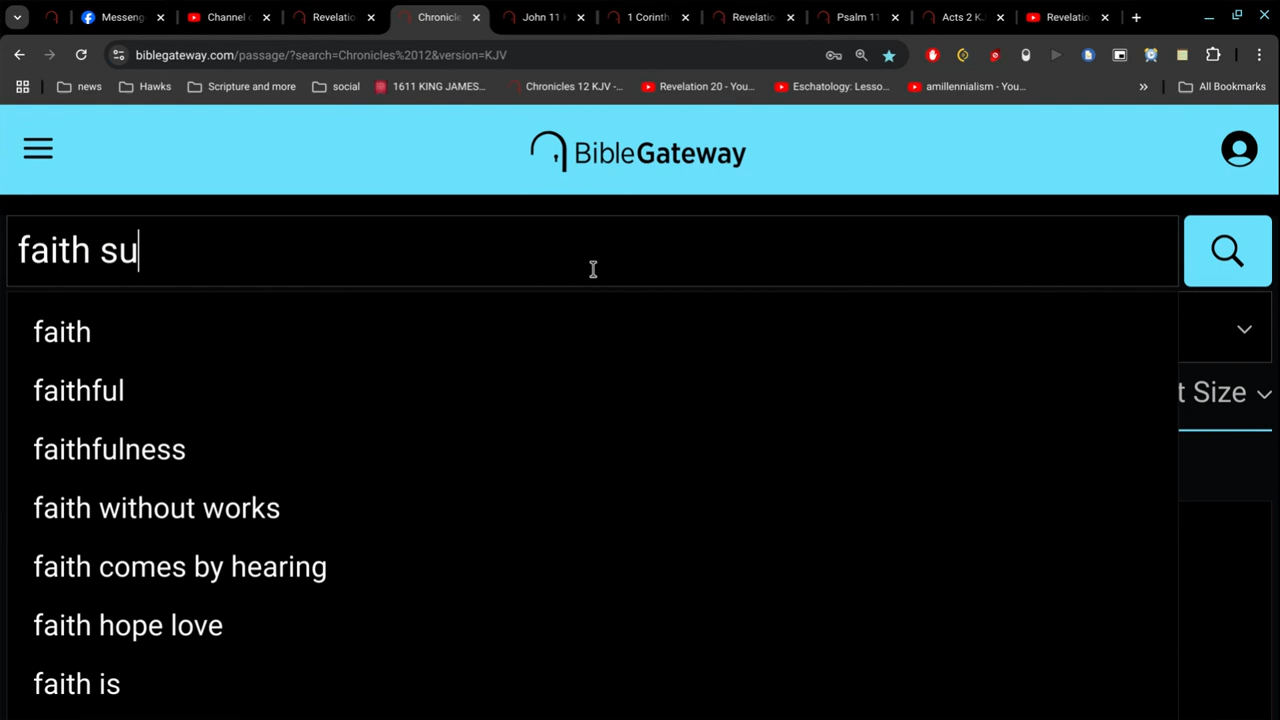 Messeng
Channel c
Revelatio
Chronicle
John 11
1 Corinth
Revelatio
Psalm 11
Acts 2 K
Revelatio
biblegateway.com/passage/?search=Chronicles%2012&version=KJV
news
Hawks
Scripture and more
social
1611 KING JAMES...
Chronicles 12 KJV -...
Revelation 20 - You...
Eschatology: Lesso...
amillennialism - You...
All Bookmarks
BibleGateway
faith su
faith
faithful
t Size
faithfulness
faith without works
faith comes by hearing
faith hope love
faith is